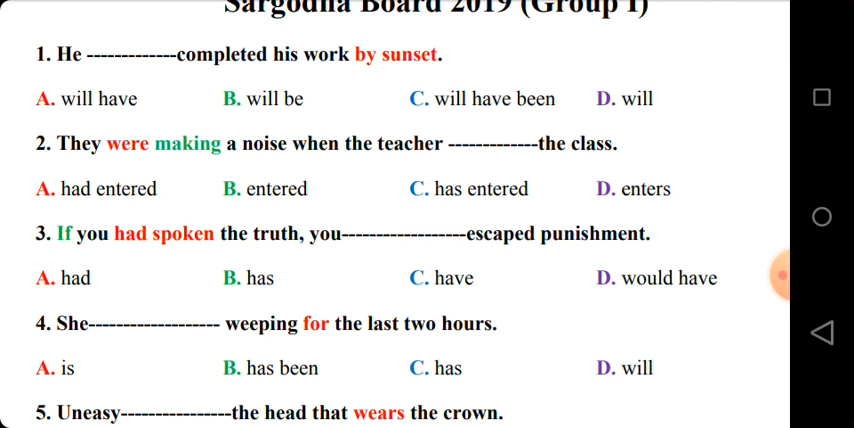 Sargodha Board 2019 (Group I)
1. He -------------completed his work by sunset.
A. will have B. will be C. will have been D. will
2. They were making a noise when the teacher -------------the class.
A. had entered B. entered C. has entered D. enters
3. If you had spoken the truth, you------------------escaped punishment.
A. had B. has C. have D. would have
4. She------------------- weeping for the last two hours.
A. is B. has been C. has D. will
5. Uneasy----------------the head that wears the crown.